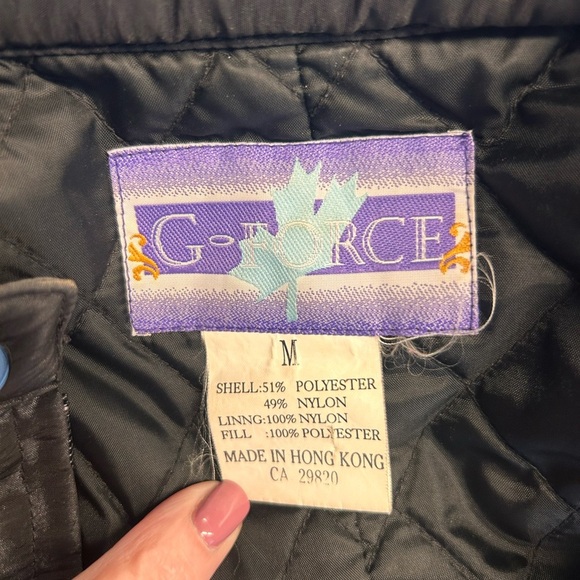 G-FORCE
M
SHELL:51% POLYESTER
49% NYLON
LINNG:100% NYLON
FILL :100% POLYESTER
MADE IN HONG KONG
CA 29820